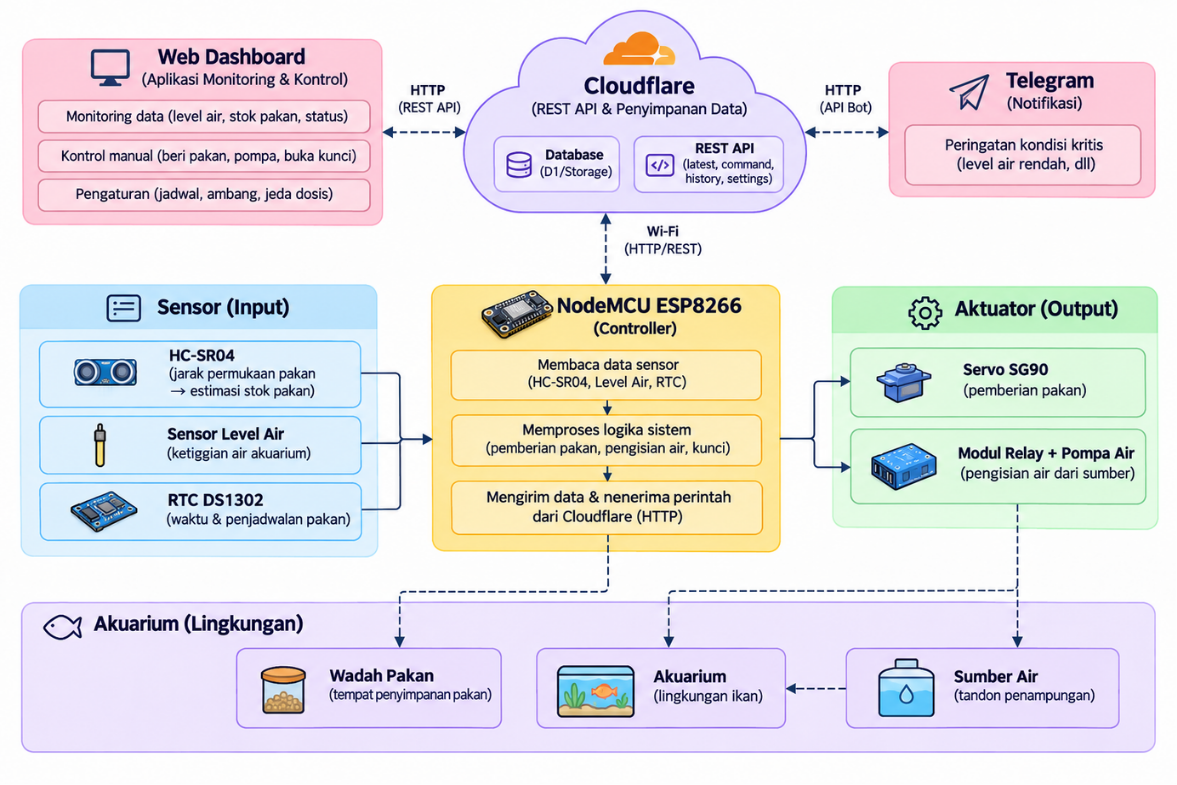 Web Dashboard
(Aplikasi Monitoring & Kontrol)
Monitoring data (level air, stok pakan, status)
Kontrol manual (beri pakan, pompa, buka kunci)
Pengaturan (jadwal, ambang, jeda dosis)
HTTP
(REST API)
Cloudflare
(REST API & Penyimpanan Data)
Database
(D1/Storage)
REST API
(latest, command,
history, settings)
HTTP
(API Bot)
Telegram
(Notifikasi)
Peringatan kondisi kritis
(level air rendah, dll)
Wi-Fi
(HTTP/REST)
Sensor (Input)
HC-SR04
(jarak permukaan pakan
→ estimasi stok pakan)
Sensor Level Air
(ketiggian air akuarium)
RTC DS1302
(waktu & penjadwalan pakan)
NodeMCU ESP8266
(Controller)
Membaca data sensor
(HC-SR04, Level Air, RTC)
Memproses logika sistem
(pemberian pakan, pengisian air, kunci)
Mengirim data & nenerima perintah
dari Cloudflare (HTTP)
Aktuator (Output)
Servo SG90
(pemberian pakan)
Modul Relay + Pompa Air
(pengisian air dari sumber)
Akuarium (Lingkungan)
Wadah Pakan
(tempat penyimpanan pakan)
Akuarium
(lingkungan ikan)
Sumber Air
(tandon penampungan)